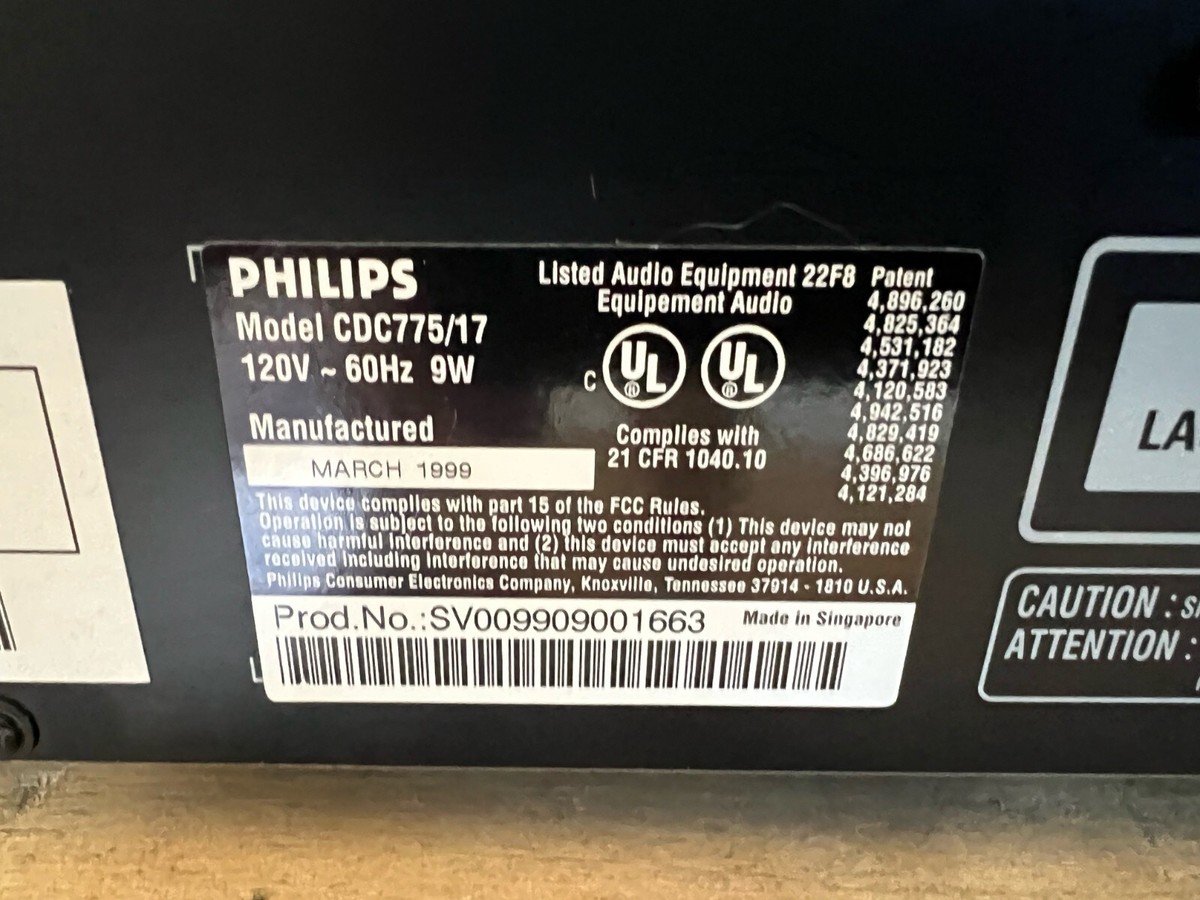 PHILIPS
Model CDC775/17
120V ~ 60Hz 9W
Manufactured
MARCH 1999
Listed Audio Equipment 22F8
Equipement Audio
C UL ® UL ®
Complies with
21 CFR 1040.10
Patent
4,896,260
4,825,364
4,531,182
4,371,923
4,120,583
4,942,516
4,829,419
4,686,622
4,396,976
4,121,284
This device complies with part 15 of the FCC Rules.
Operation is subject to the following two conditions (1) This device may not
cause harmful Interference and (2) this device must accept any interference
received including Interference that may cause undesired operation.
Philips Consumer Electronics Company, Knoxville, Tennessee 37914 - 1810 U.S.A.
Prod.No.:SV009909001663 Made in Singapore
LA
CAUTION :
ATTENTION :